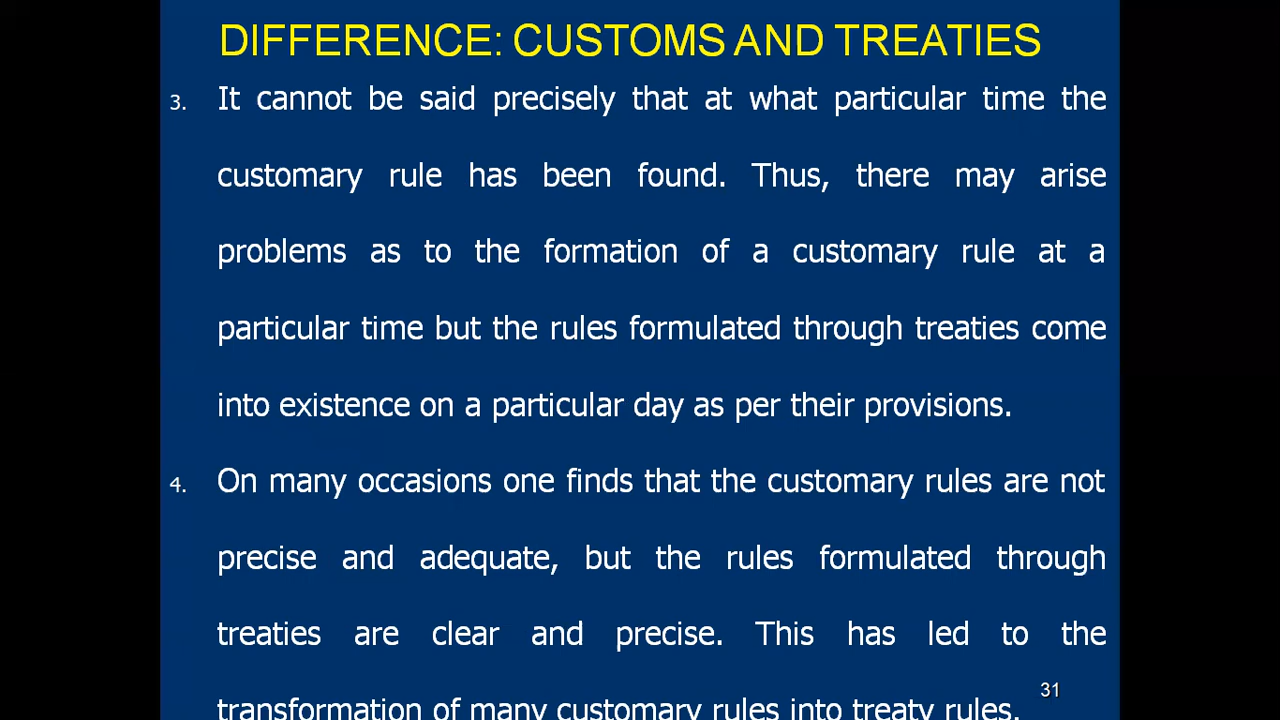 DIFFERENCE: CUSTOMS AND TREATIES
3. It cannot be said precisely that at what particular time the
customary rule has been found. Thus, there may arise
problems as to the formation of a customary rule at a
particular time but the rules formulated through treaties come
into existence on a particular day as per their provisions.
4. On many occasions one finds that the customary rules are not
precise and adequate, but the rules formulated through
treaties are clear and precise. This has led to the
transformation of many customary rules into treaty rules.
31